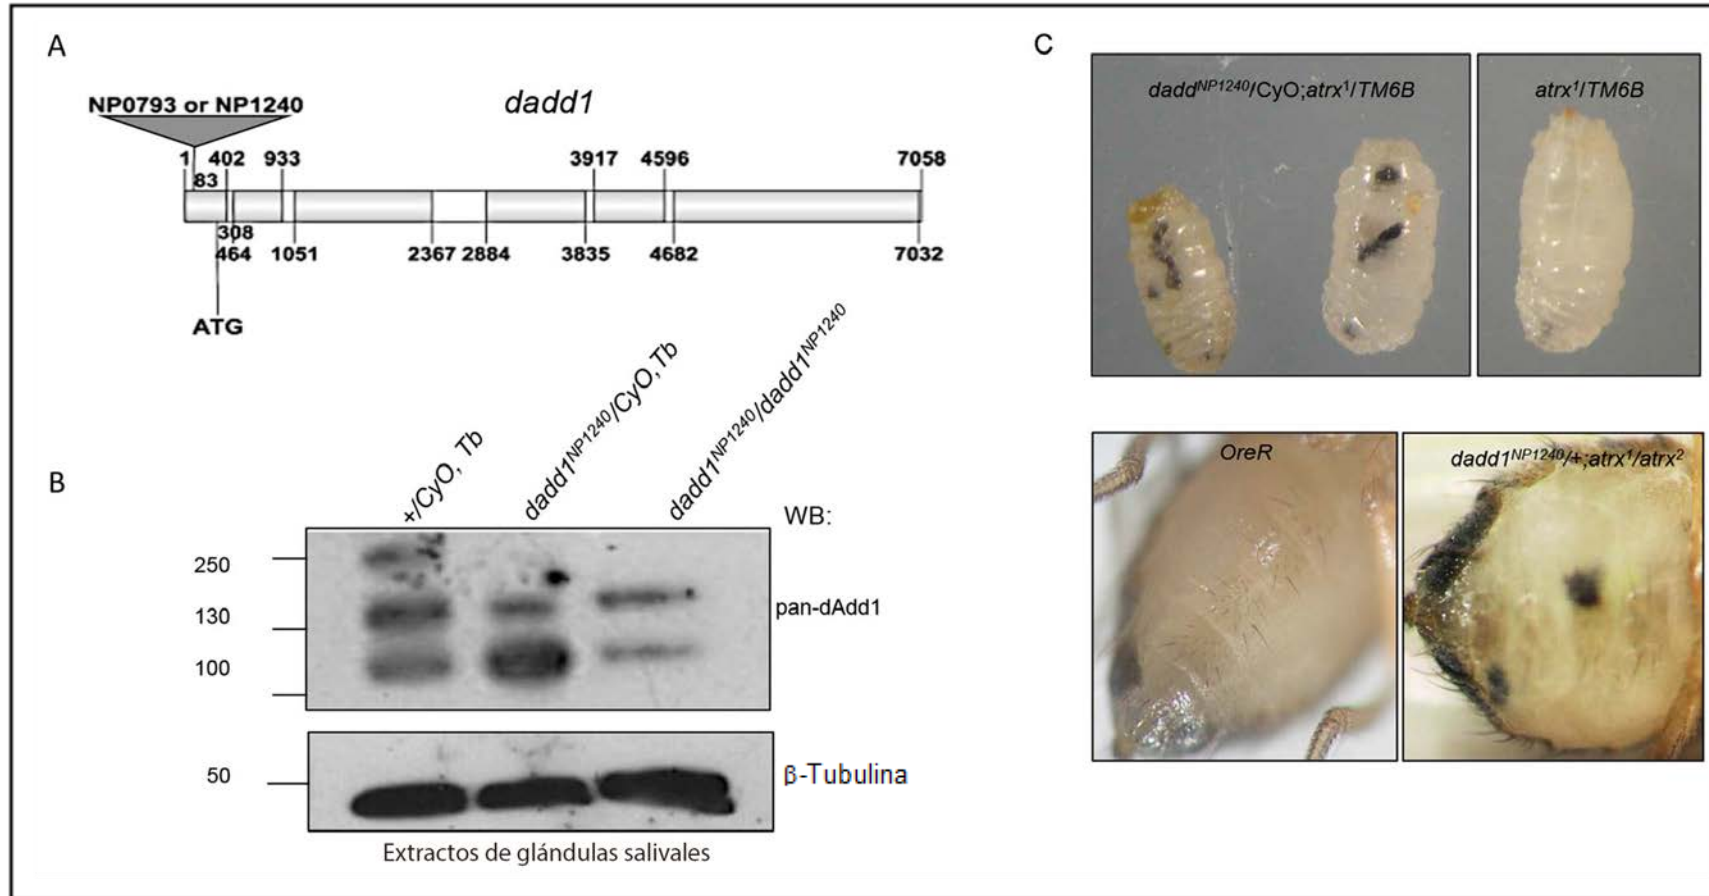 A
NP0793 or NP1240
dadd1
1 402 933 3917 4596 7058
83
308
464 1051 2367 2884 3835 4682 7032
ATG
B
+/CyO, Tb
dadd1NP1240/CyO,Tb
dadd1NP1240/dadd1NP1240
WB:
250
130
100
pan-dAdd1
50
β-Tubulina
Extractos de glándulas salivales
C
daddNP1240/CyO;atrx1/TM6B
atrx1/TM6B
OreR
dadd1NP1240/+;atrx1/atrx2